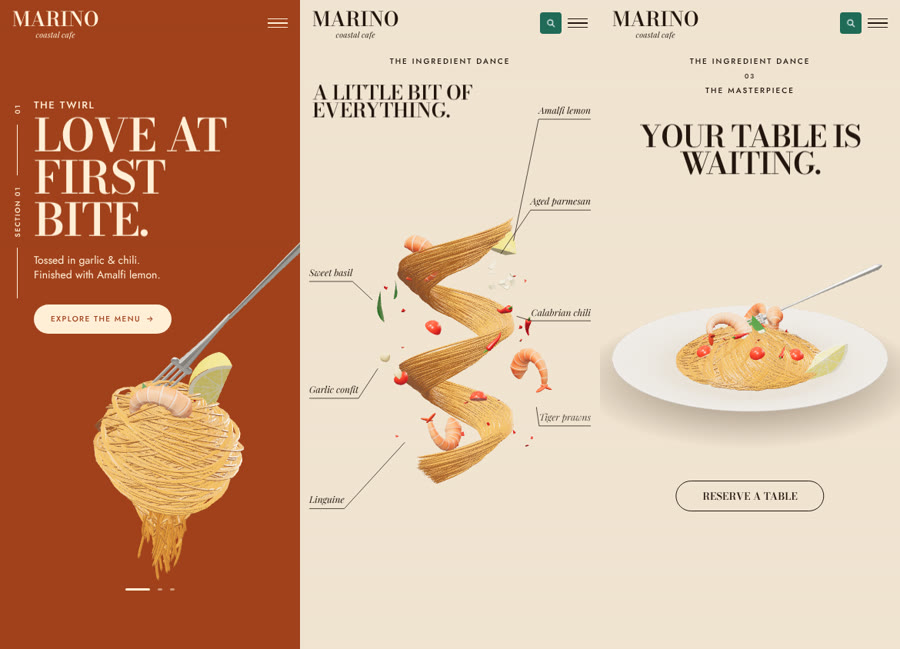 MARINO
coastal cafe
01
SECTION 01
THE TWIRL
LOVE AT
FIRST
BITE.
Tossed in garlic & chili.
Finished with Amalfi lemon.
EXPLORE THE MENU →
MARINO
coastal cafe
THE INGREDIENT DANCE
A LITTLE BIT OF
EVERYTHING.
Amalfi lemon
Aged parmesan
Sweet basil
Calabrian chili
Garlic confit
Tiger prawns
Linguine
MARINO
coastal cafe
THE INGREDIENT DANCE
03
THE MASTERPIECE
YOUR TABLE IS
WAITING.
RESERVE A TABLE